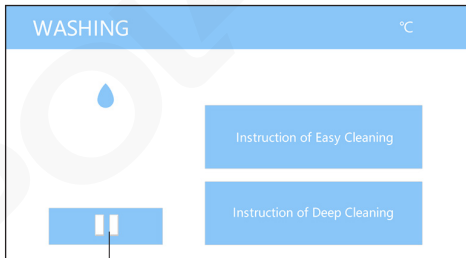 WASHING
°C
Instruction of Easy Cleaning
Instruction of Deep Cleaning